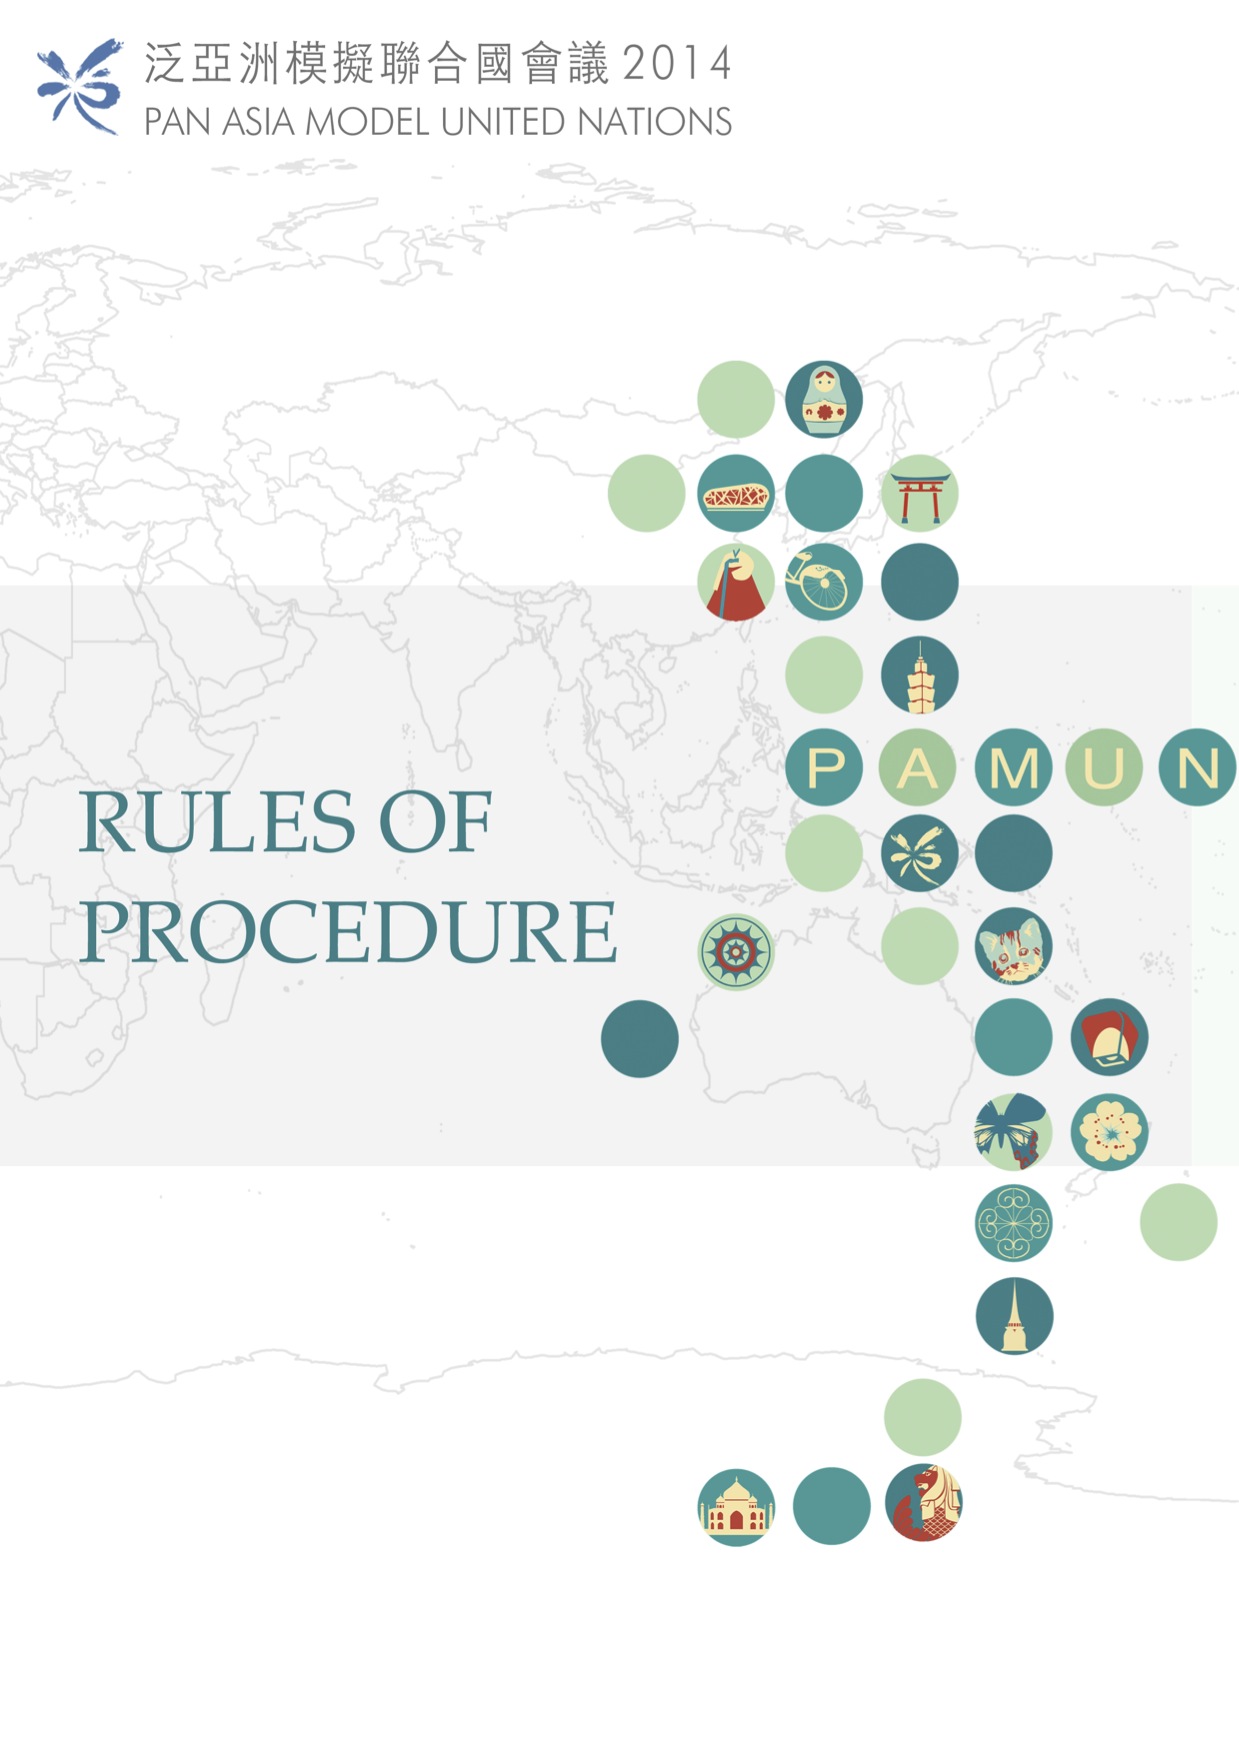 泛亞洲模擬聯合國會議 2014
PAN ASIA MODEL UNITED NATIONS
PAMUN
RULES OF
PROCEDURE